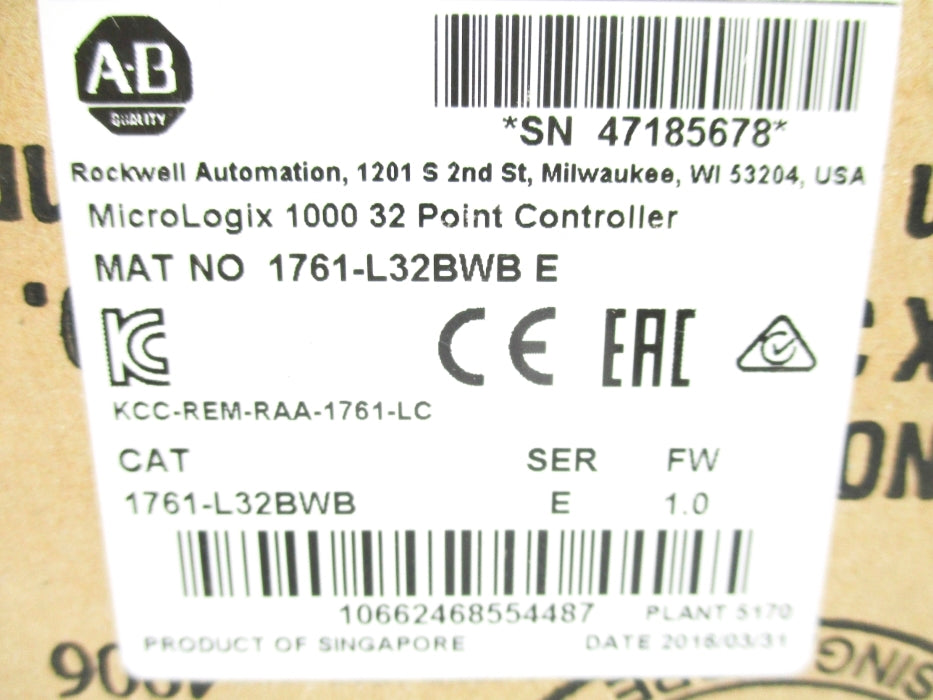 A-B
QUALITY
*SN 47185678*
Rockwell Automation, 1201 S 2nd St, Milwaukee, WI 53204, USA
MicroLogix 1000 32 Point Controller
MAT NO 1761-L32BWB E
KC CE EAC
KCC-REM-RAA-1761-LC
CAT SER FW
1761-L32BWB E 1.0
10662468554487 PLANT 5170
PRODUCT OF SINGAPORE DATE 2016/03/31